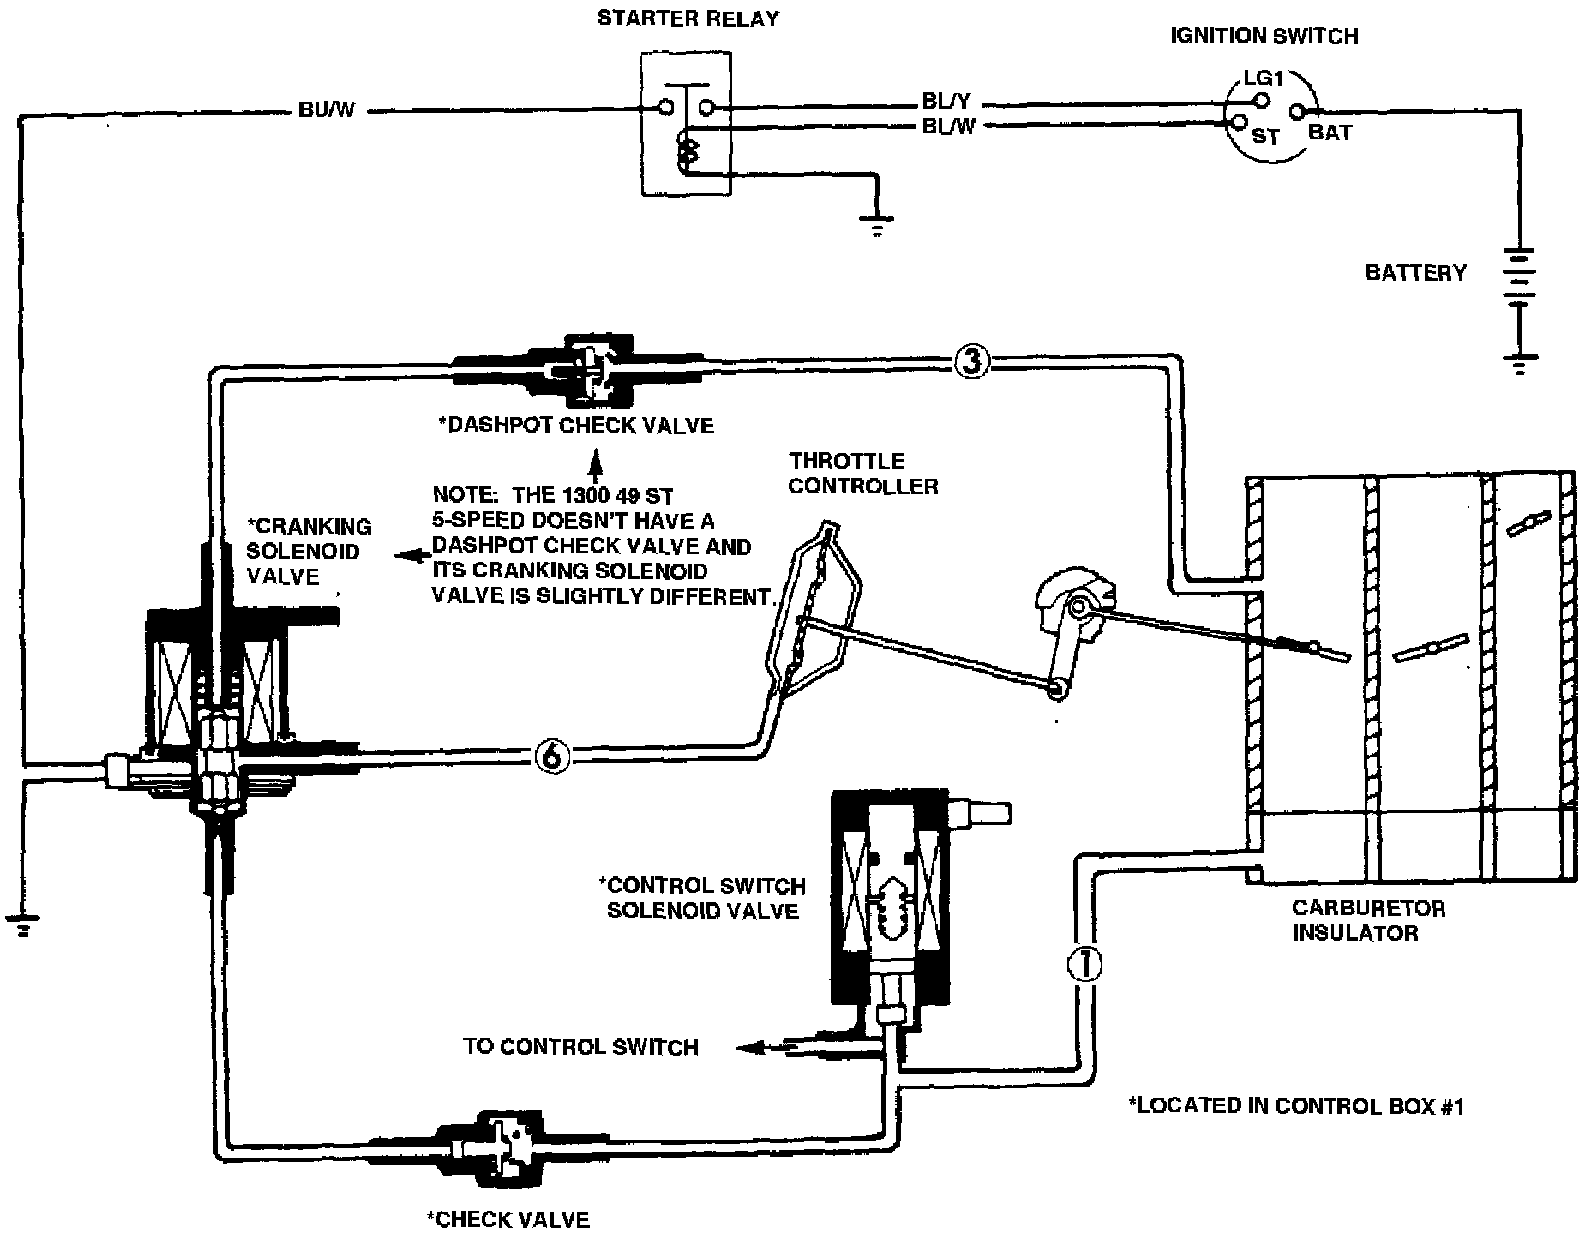 STARTER RELAY
IGNITION SWITCH
LG1
BU/W
BL/Y
BL/W
ST
BAT
BATTERY
3
*DASHPOT CHECK VALVE
THROTTLE
CONTROLLER
NOTE: THE 1300 49 ST
5-SPEED DOESN'T HAVE A
DASHPOT CHECK VALVE AND
ITS CRANKING SOLENOID
VALVE IS SLIGHTLY DIFFERENT.
*CRANKING
SOLENOID
VALVE
6
*CONTROL SWITCH
SOLENOID VALVE
CARBURETOR
INSULATOR
1
TO CONTROL SWITCH
*LOCATED IN CONTROL BOX #1
*CHECK VALVE